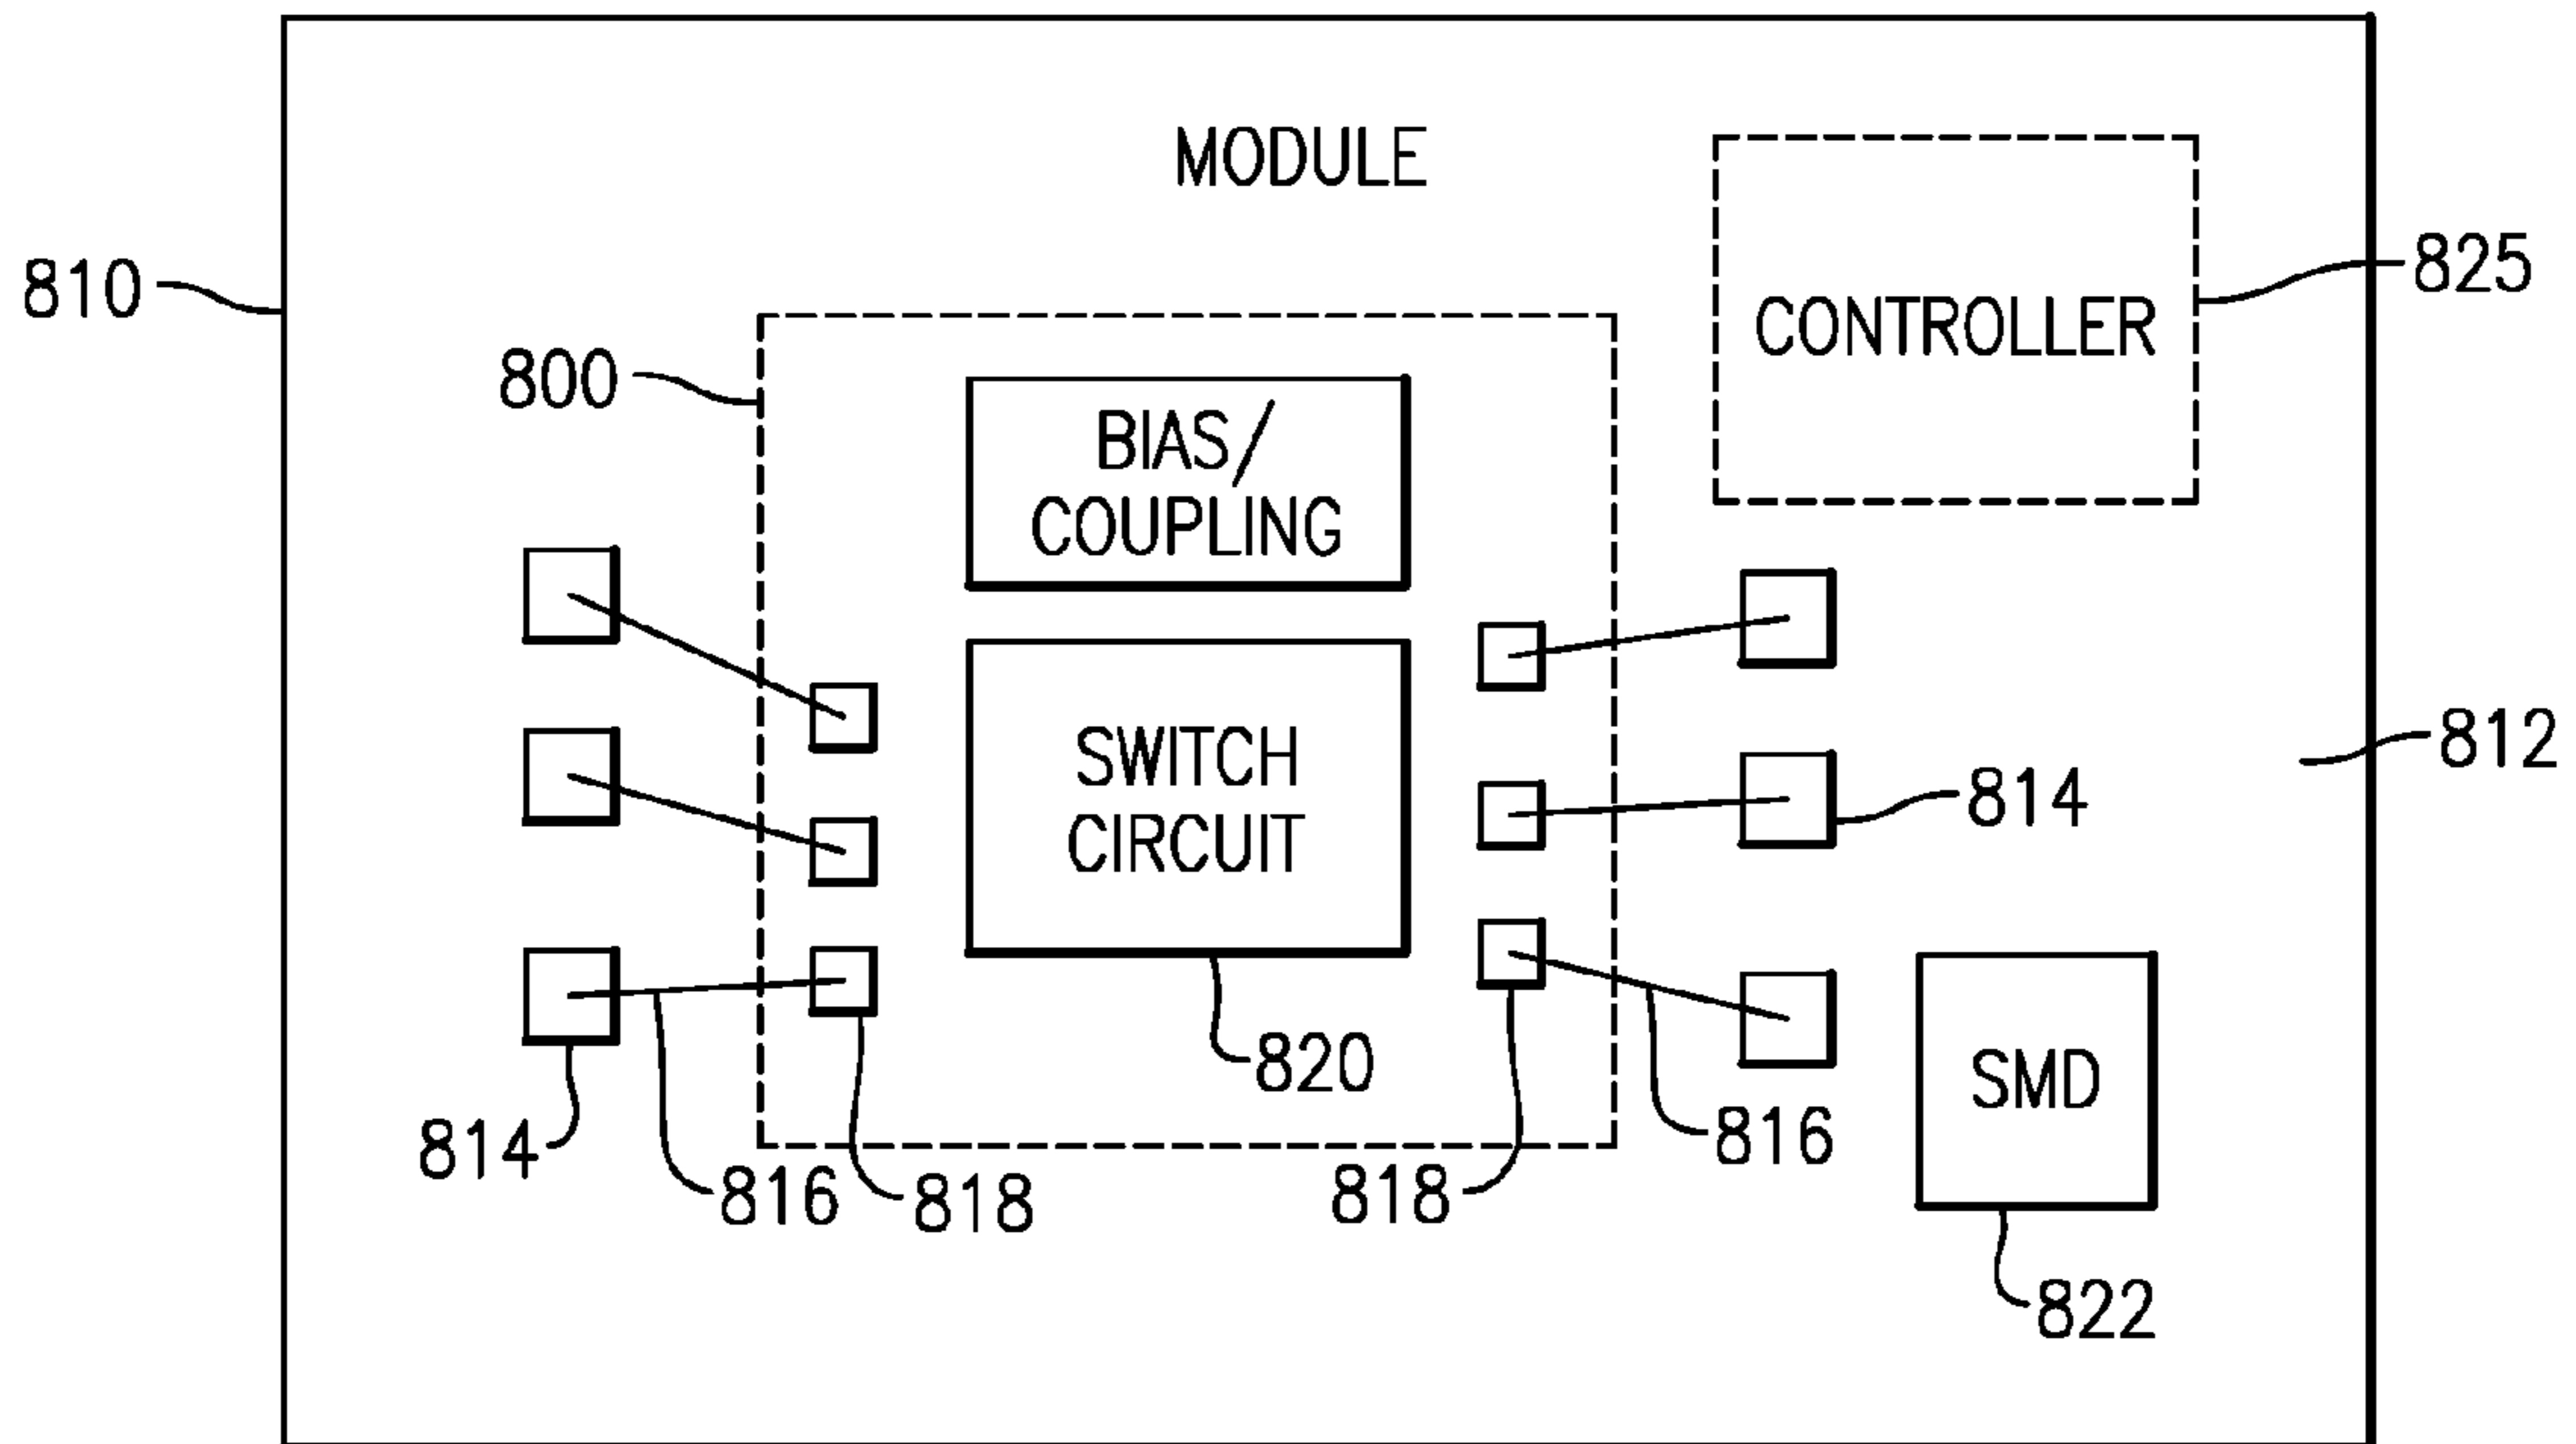 MODULE
810
825
CONTROLLER
800
BIAS/
COUPLING
812
SWITCH
CIRCUIT
814
820
SMD
814
816
816
818
818
822